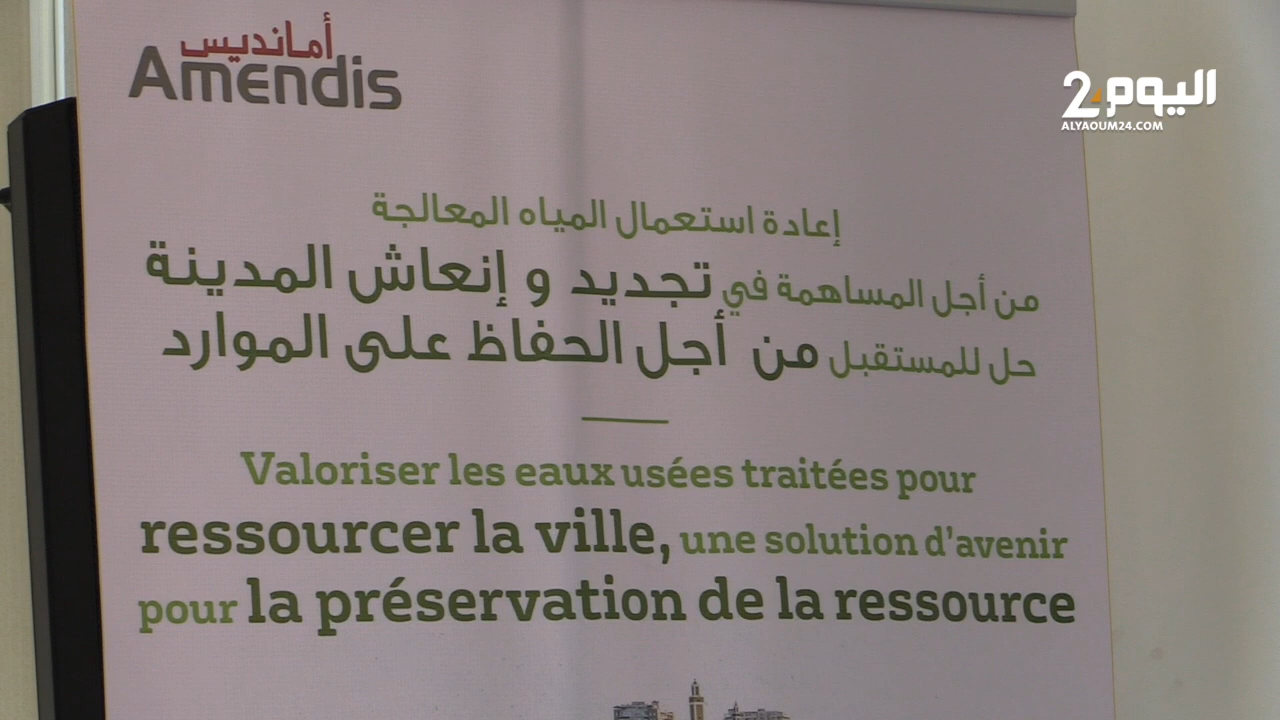 أمانديس
Amendis
اليوم24
ALYAOUM24.COM
إعادة استعمال المياه المعالجة
من أجل المساهمة في تجديد و إنعاش المدينة
حل للمستقبل من أجل الحفاظ على الموارد
Valoriser les eaux usées traitées pour
ressourcer la ville, une solution d'avenir
pour la préservation de la ressource